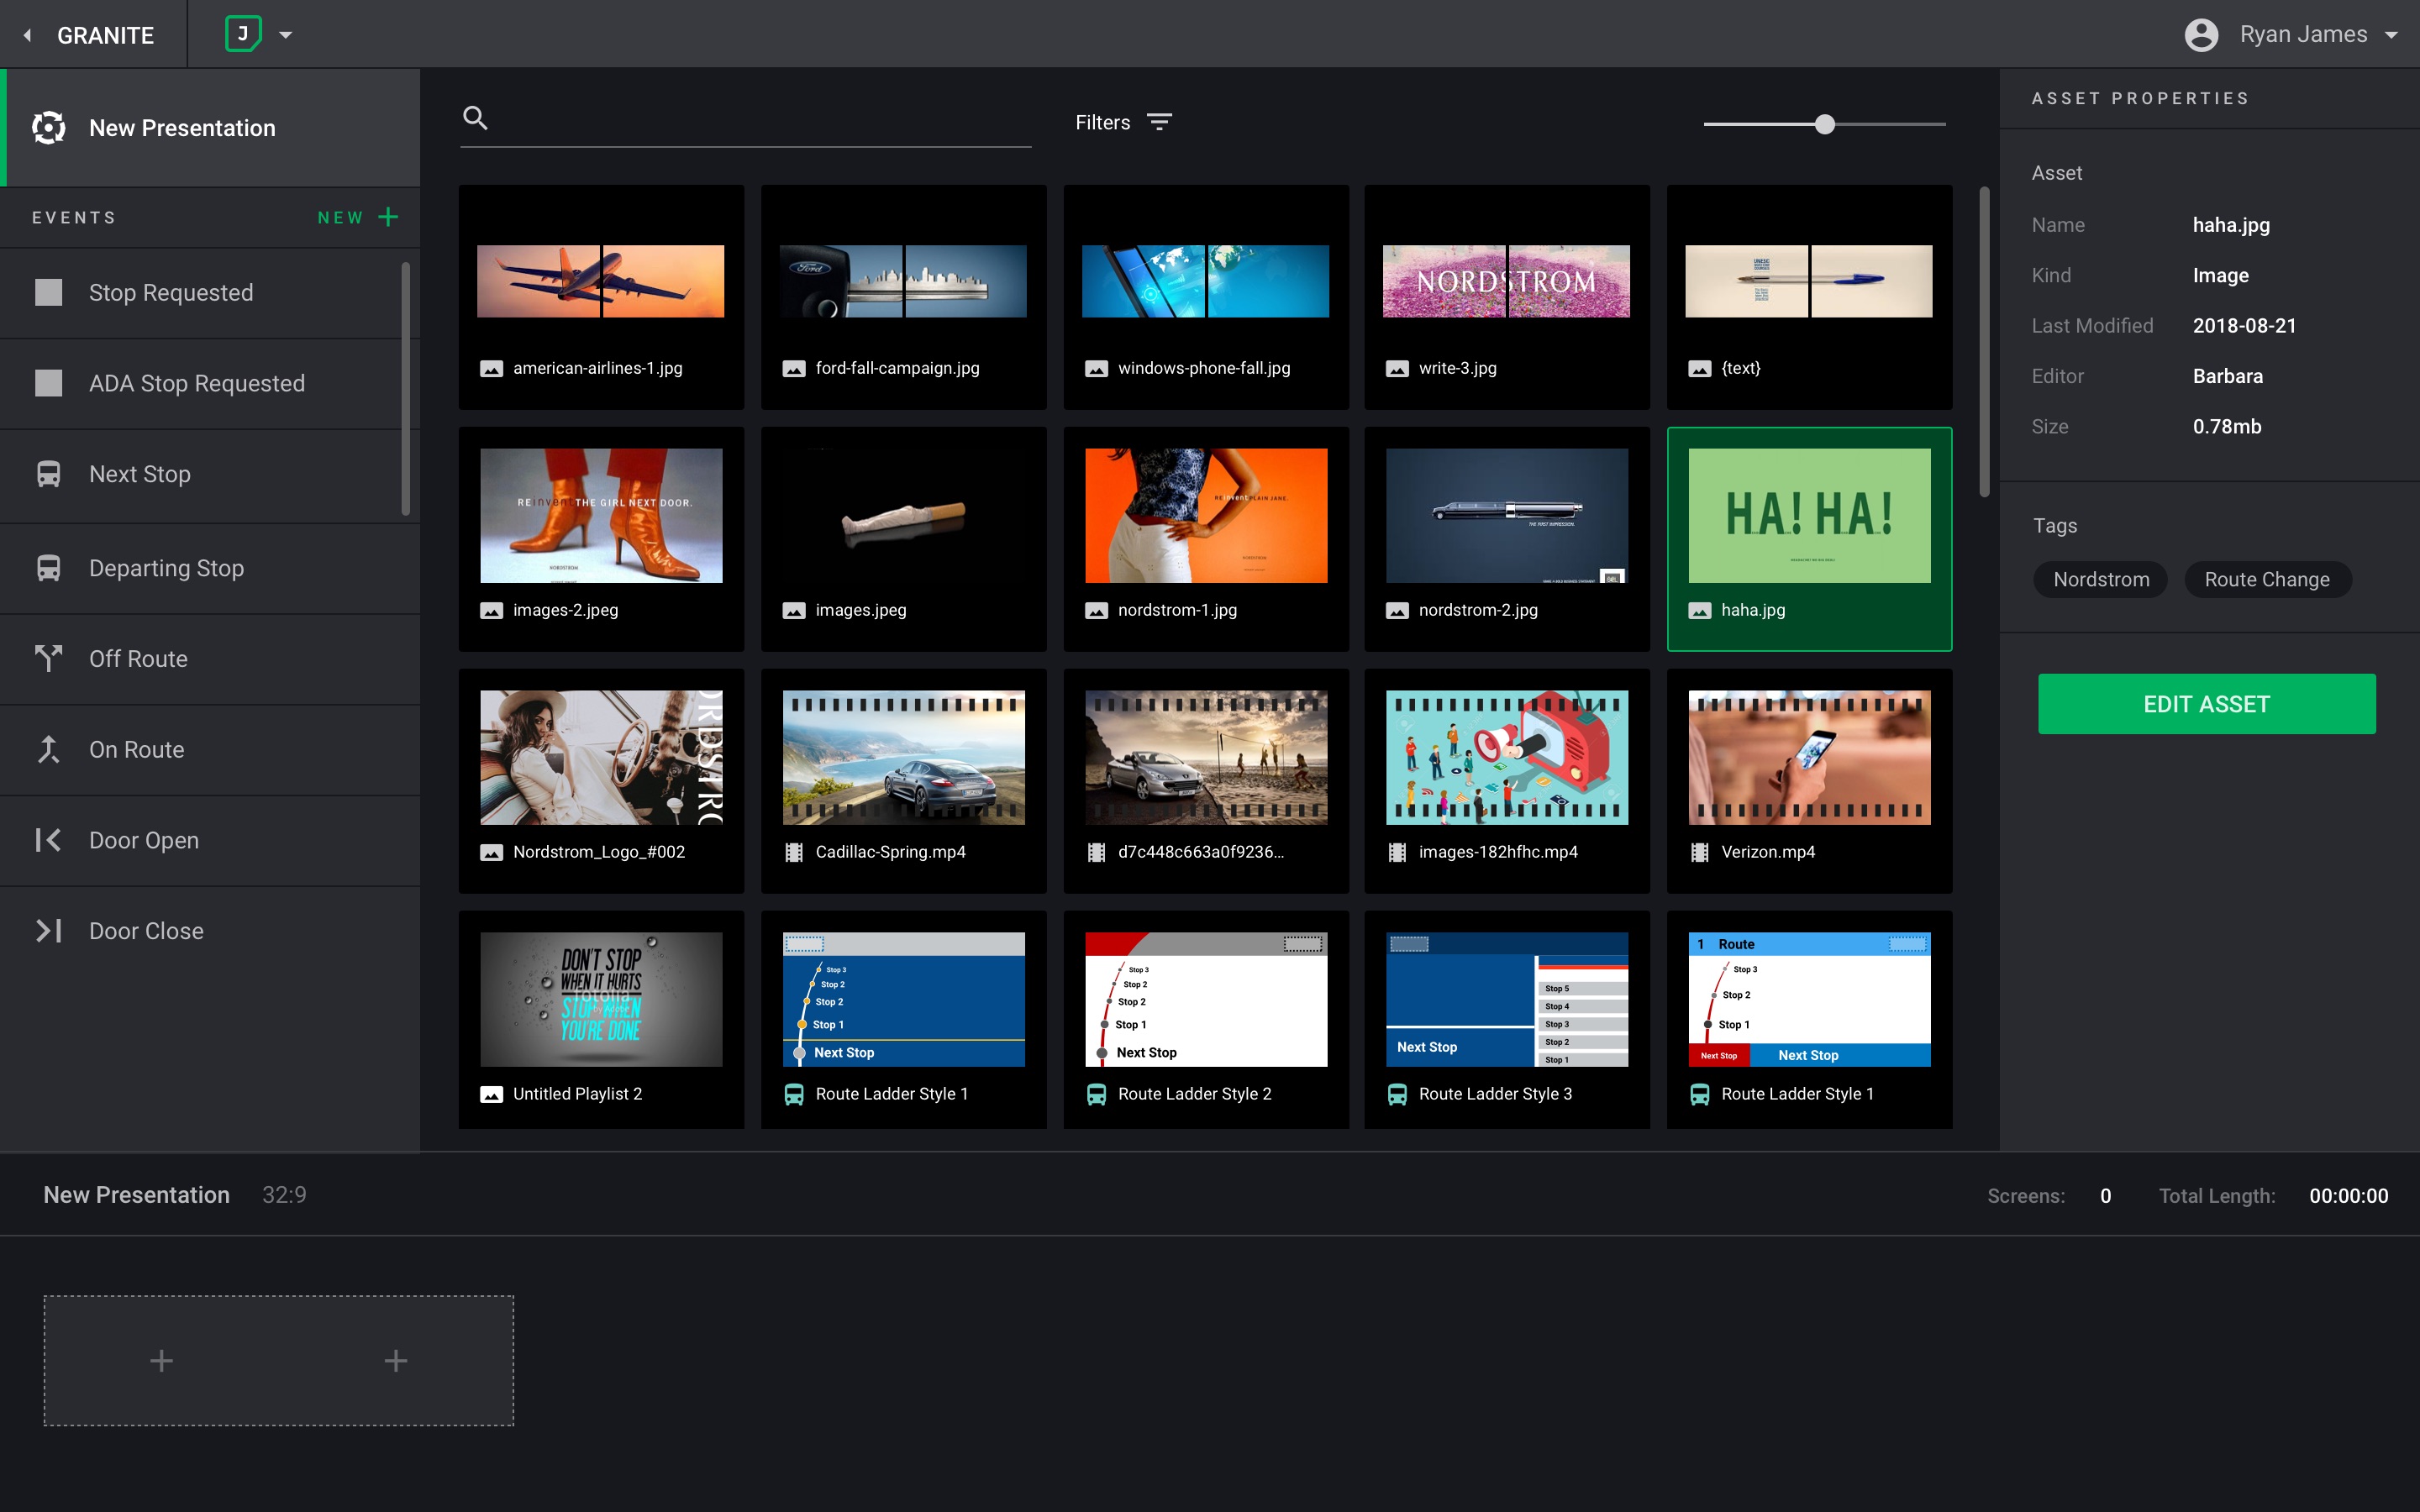 GRANITE
J
Ryan James
New Presentation
EVENTS
NEW
Stop Requested
ADA Stop Requested
Next Stop
Departing Stop
Off Route
On Route
Door Open
Door Close
Filters
Ford
NORDSTROM
american-airlines-1.jpg
ford-fall-campaign.jpg
windows-phone-fall.jpg
write-3.jpg
{text}
REinvent THE GIRL NEXT DOOR.
NORDSTROM
REinvent PLAIN JANE.
NORDSTROM
THE FIRST IMPRESSION.
HA! HA!
images-2.jpeg
images.jpeg
nordstrom-1.jpg
nordstrom-2.jpg
haha.jpg
Nordstrom_Logo_#002
Cadillac-Spring.mp4
d7c448c663a0f9236...
images-182hfhc.mp4
Verizon.mp4
DON'T STOP
WHEN IT HURTS
STOP WHEN
YOU'RE DONE
Stop 3
Stop 2
Stop 2
Stop 1
Next Stop
Stop 3
Stop 2
Stop 2
Stop 1
Next Stop
Next Stop
Stop 5
Stop 4
Stop 3
Stop 2
Stop 1
1 Route
Stop 3
Stop 2
Stop 1
Next Stop
Next Stop
Untitled Playlist 2
Route Ladder Style 1
Route Ladder Style 2
Route Ladder Style 3
Route Ladder Style 1
ASSET PROPERTIES
Asset
Name haha.jpg
Kind Image
Last Modified 2018-08-21
Editor Barbara
Size 0.78mb
Tags
Nordstrom
Route Change
EDIT ASSET
New Presentation 32:9
Screens: 0 Total Length: 00:00:00